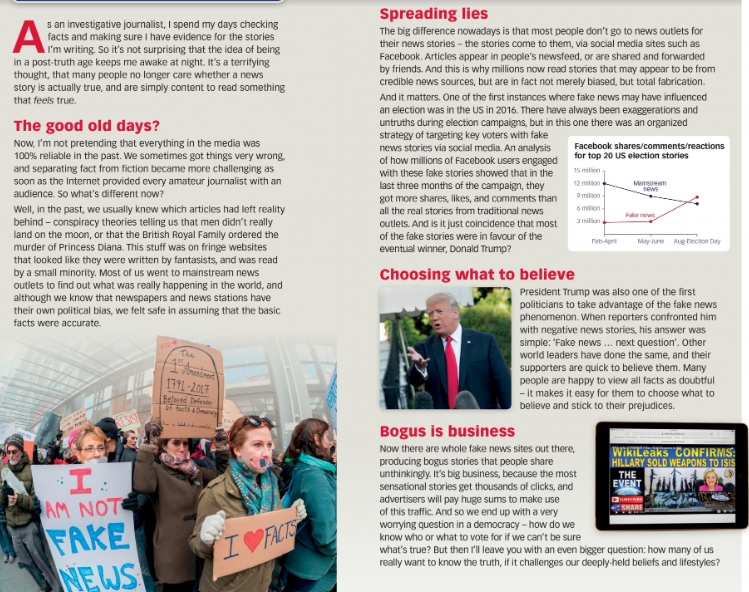 As an investigative journalist, I spend my days checking
facts and making sure I have evidence for the stories
I'm writing. So it's not surprising that the idea of being
in a post-truth age keeps me awake at night. It's a terrifying
thought, that many people no longer care whether a news
story is actually true, and are simply content to read something
that feels true.
The good old days?
Now, I'm not pretending that everything in the media was
100% reliable in the past. We sometimes got things very wrong,
and separating fact from fiction became more challenging as
soon as the Internet provided every amateur journalist with an
audience. So what's different now?
Well, in the past, we usually knew which articles had left reality
behind – conspiracy theories telling us that men didn't really
land on the moon, or that the British Royal Family ordered the
murder of Princess Diana. This stuff was on fringe websites
that looked like they were written by fantasists, and was read
by a small minority. Most of us went to mainstream news
outlets to find out what was really happening in the world, and
although we know that newspapers and news stations have
their own political bias, we felt safe in assuming that the basic
facts were accurate.
The
1st Amendment
1791-2017
Beloved Defender
of Faith & Democracy
I
AM NOT
FAKE
NEWS
I ♥ FACTS
Spreading lies
The big difference nowadays is that most people don't go to news outlets for
their news stories – the stories come to them, via social media sites such as
Facebook. Articles appear in people's newsfeed, or are shared and forwarded
by friends. And this is why millions now read stories that may appear to be from
credible news sources, but are in fact not merely biased, but total fabrication.
And it matters. One of the first instances where fake news may have influenced
an election was in the US in 2016. There have always been exaggerations and
untruths during election campaigns, but in this one there was an organized
strategy of targeting key voters with fake
news stories via social media. An analysis
of how millions of Facebook users engaged
with these fake stories showed that in the
last three months of the campaign, they
got more shares, likes, and comments than
all the real stories from traditional news
outlets. And is it just coincidence that most
of the fake stories were in favour of the
eventual winner, Donald Trump?
Facebook shares/comments/reactions
for top 20 US election stories
15 million
12 million
9 million
6 million
3 million
Mainstream
news
Fake news
Feb-April
May-June
Aug-Election Day
Choosing what to believe
President Trump was also one of the first
politicians to take advantage of the fake news
phenomenon. When reporters confronted him
with negative news stories, his answer was
simple: 'Fake news ... next question'. Other
world leaders have done the same, and their
supporters are quick to believe them. Many
people are happy to view all facts as doubtful
– it makes it easy for them to choose what to
believe and stick to their prejudices.
Bogus is business
Now there are whole fake news sites out there,
producing bogus stories that people share
unthinkingly. It's big business, because the most
sensational stories get thousands of clicks, and
advertisers will pay huge sums to make use
of this traffic. And so we end up with a very
worrying question in a democracy – how do we
know who or what to vote for if we can't be sure
what's true? But then I'll leave you with an even bigger question: how many of us
really want to know the truth, if it challenges our deeply-held beliefs and lifestyles?
WIKILEAKS "CONFIRMS"
HILLARY SOLD WEAPONS TO ISIS
THE
EVENT
SUBSCRIBE
SHARE